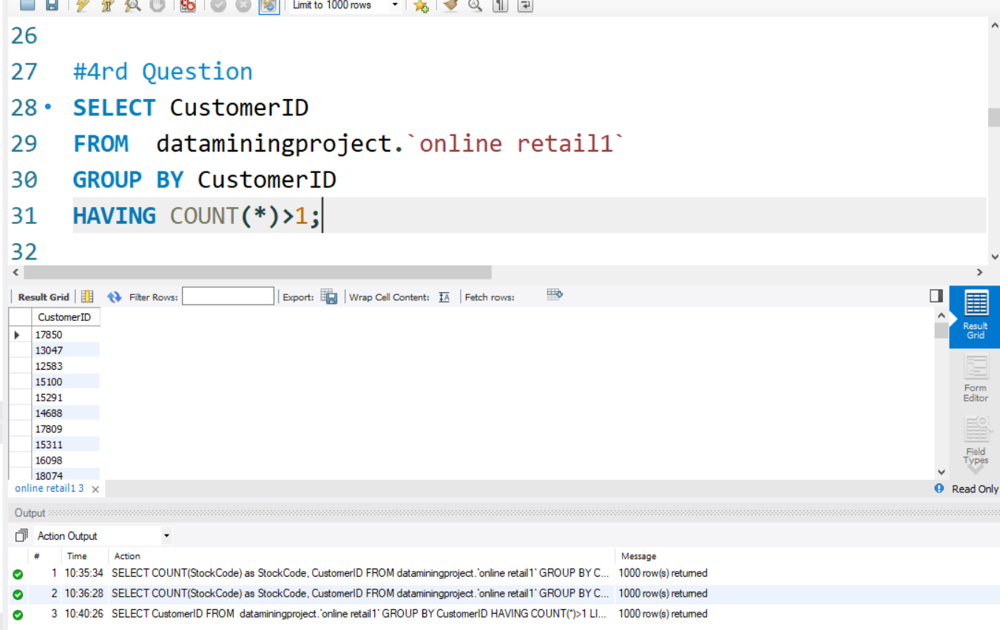 Limit to 1000 rows
26
27 #4rd Question
28 SELECT CustomerID
29 FROM dataminingproject.`online retail1`
30 GROUP BY CustomerID
31 HAVING COUNT(*)>1;
32
Result Grid Filter Rows: Export: Wrap Cell Content: Fetch rows:
CustomerID
17850
13047
12583
15100
15291
14688
17809
15311
16098
18074
Result
Grid
Form
Editor
Field
Types
online retail1 3 Read Only
Output
Action Output
# Time Action Message
1 10:35:34 SELECT COUNT(StockCode) as StockCode, CustomerID FROM dataminingproject.`online retail1` GROUP BY C... 1000 row(s) returned
2 10:36:28 SELECT COUNT(StockCode) as StockCode, CustomerID FROM dataminingproject.`online retail1` GROUP BY C... 1000 row(s) returned
3 10:40:26 SELECT CustomerID FROM dataminingproject.`online retail1` GROUP BY CustomerID HAVING COUNT(*)>1 LI... 1000 row(s) returned